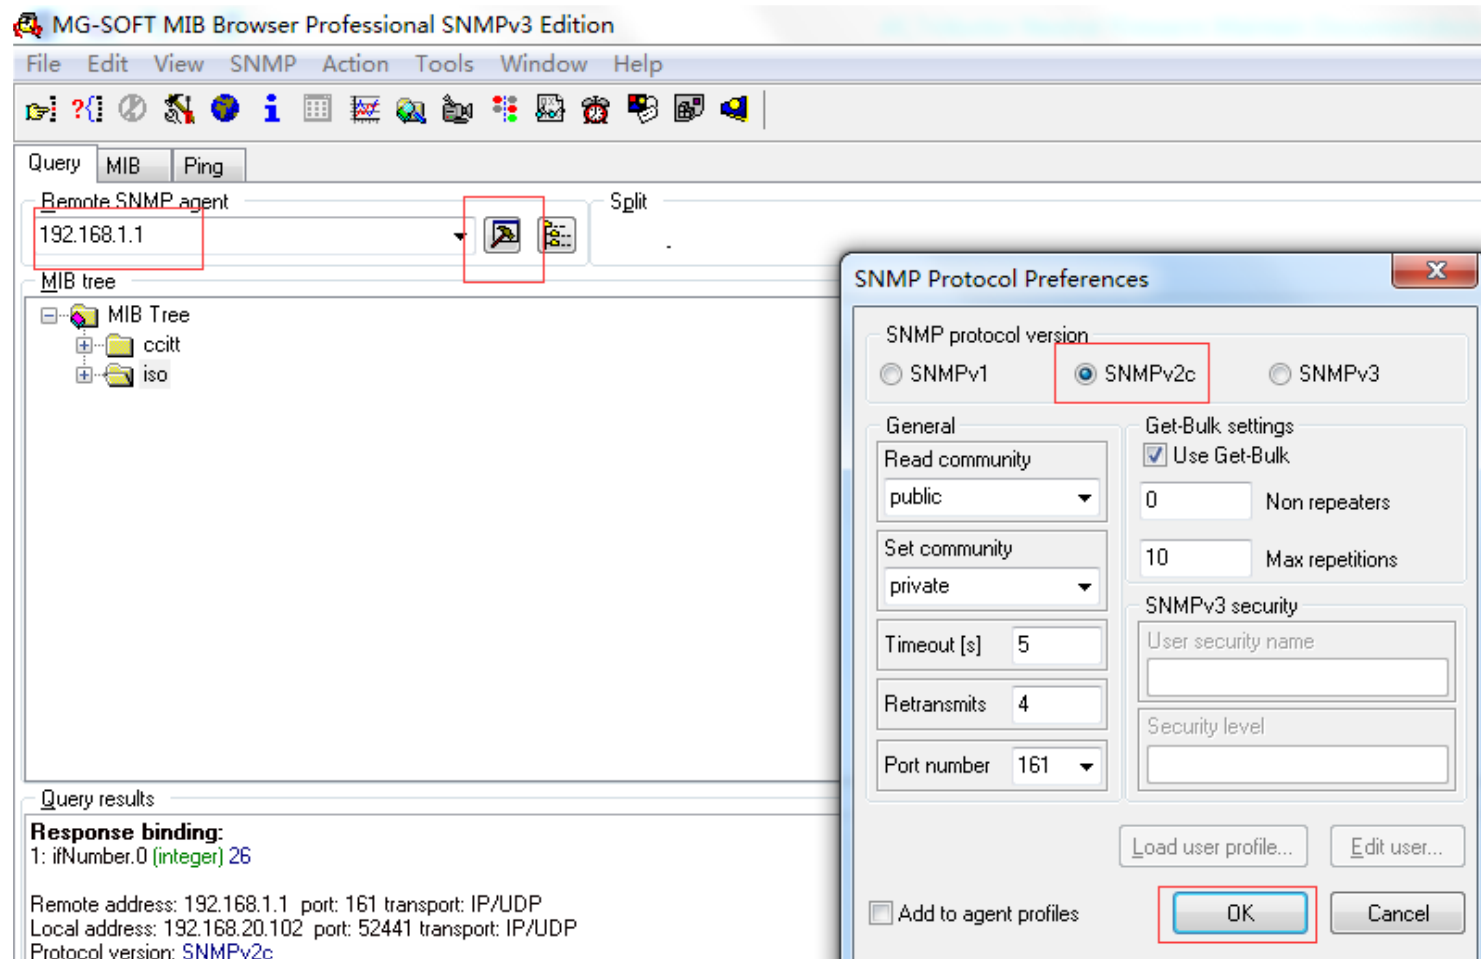 MG-SOFT MIB Browser Professional SNMPv3 Edition
File Edit View SNMP Action Tools Window Help
Query MIB Ping
Remote SNMP agent
Split
192.168.1.1
MIB tree
MIB Tree
ccitt
iso
SNMP Protocol Preferences
SNMP protocol version
SNMPv1 SNMPv2c SNMPv3
General
Read community
public
Set community
private
Timeout [s] 5
Retransmits 4
Port number 161
Get-Bulk settings
Use Get-Bulk
0 Non repeaters
10 Max repetitions
SNMPv3 security
User security name
Security level
Load user profile... Edit user...
Add to agent profiles OK Cancel
Query results
Response binding:
1: ifNumber.0 (integer) 26
Remote address: 192.168.1.1 port: 161 transport: IP/UDP
Local address: 192.168.20.102 port: 52441 transport: IP/UDP
Protocol version: SNMPv2c